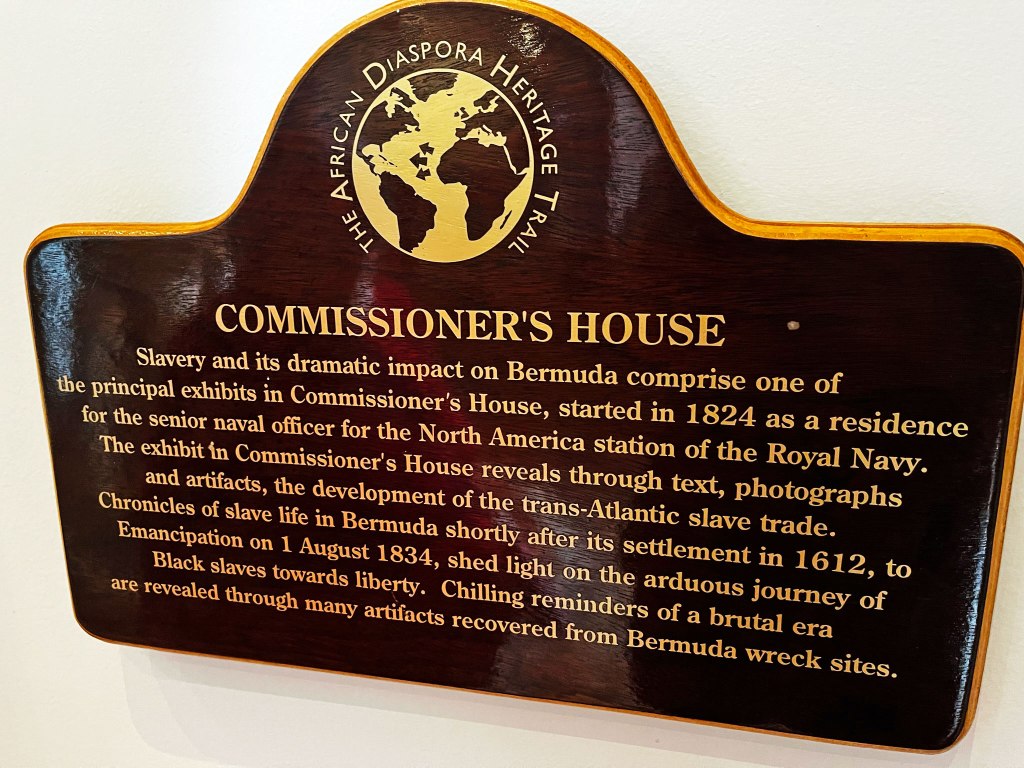 THE AFRICAN DIASPORA HERITAGE TRAIL
COMMISSIONER'S HOUSE
Slavery and its dramatic impact on Bermuda comprise one of
the principal exhibits in Commissioner's House, started in 1824 as a residence
for the senior naval officer for the North America station of the Royal Navy.
The exhibit in Commissioner's House reveals through text, photographs
and artifacts, the development of the trans-Atlantic slave trade.
Chronicles of slave life in Bermuda shortly after its settlement in 1612, to
Emancipation on 1 August 1834, shed light on the arduous journey of
Black slaves towards liberty. Chilling reminders of a brutal era
are revealed through many artifacts recovered from Bermuda wreck sites.